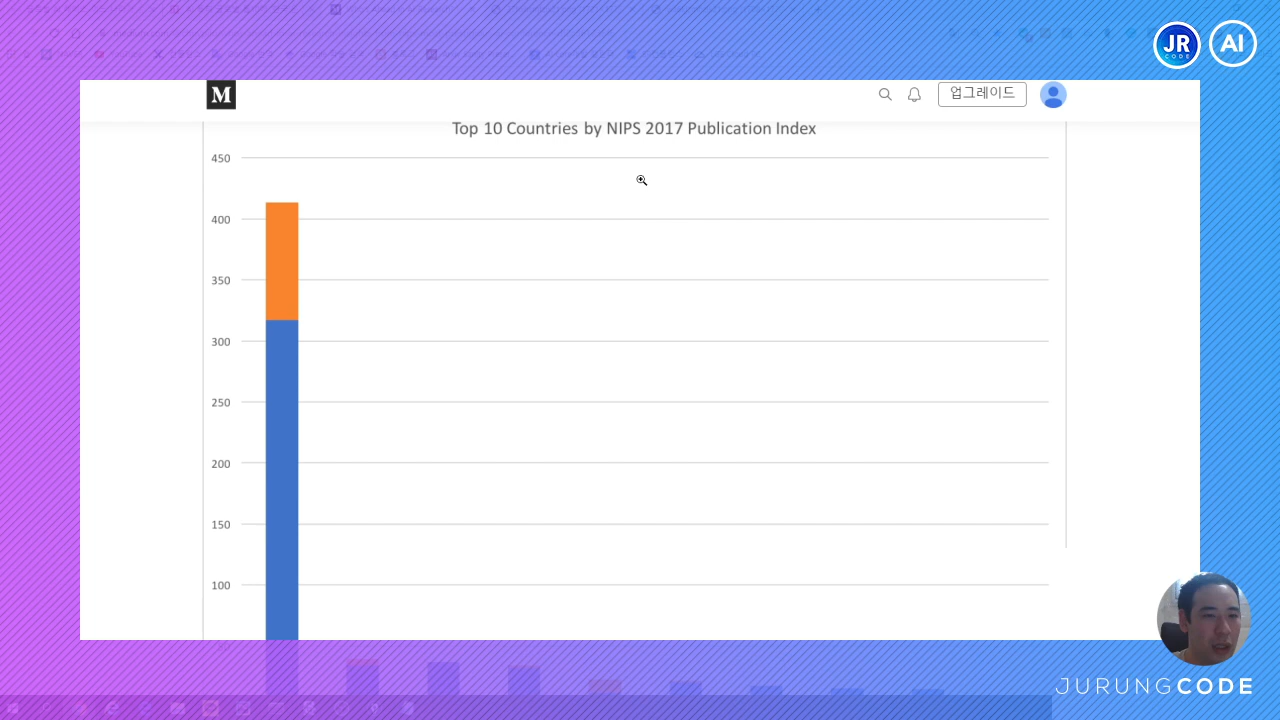 JR
CODE
AI
M
업그레이드
Top 10 Countries by NIPS 2017 Publication Index
450
400
350
300
250
200
150
100
JURUNGCODE